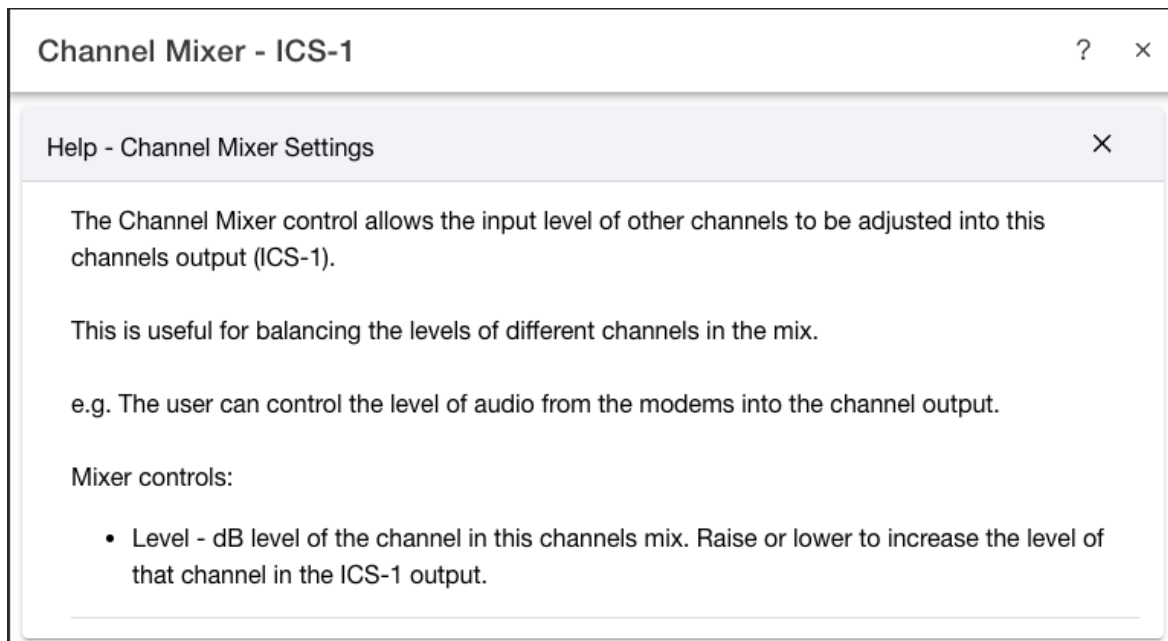 Channel Mixer - ICS-1 ? ×
Help - Channel Mixer Settings ×
The Channel Mixer control allows the input level of other channels to be adjusted into this
channels output (ICS-1).
This is useful for balancing the levels of different channels in the mix.
e.g. The user can control the level of audio from the modems into the channel output.
Mixer controls:
• Level - dB level of the channel in this channels mix. Raise or lower to increase the level of
that channel in the ICS-1 output.